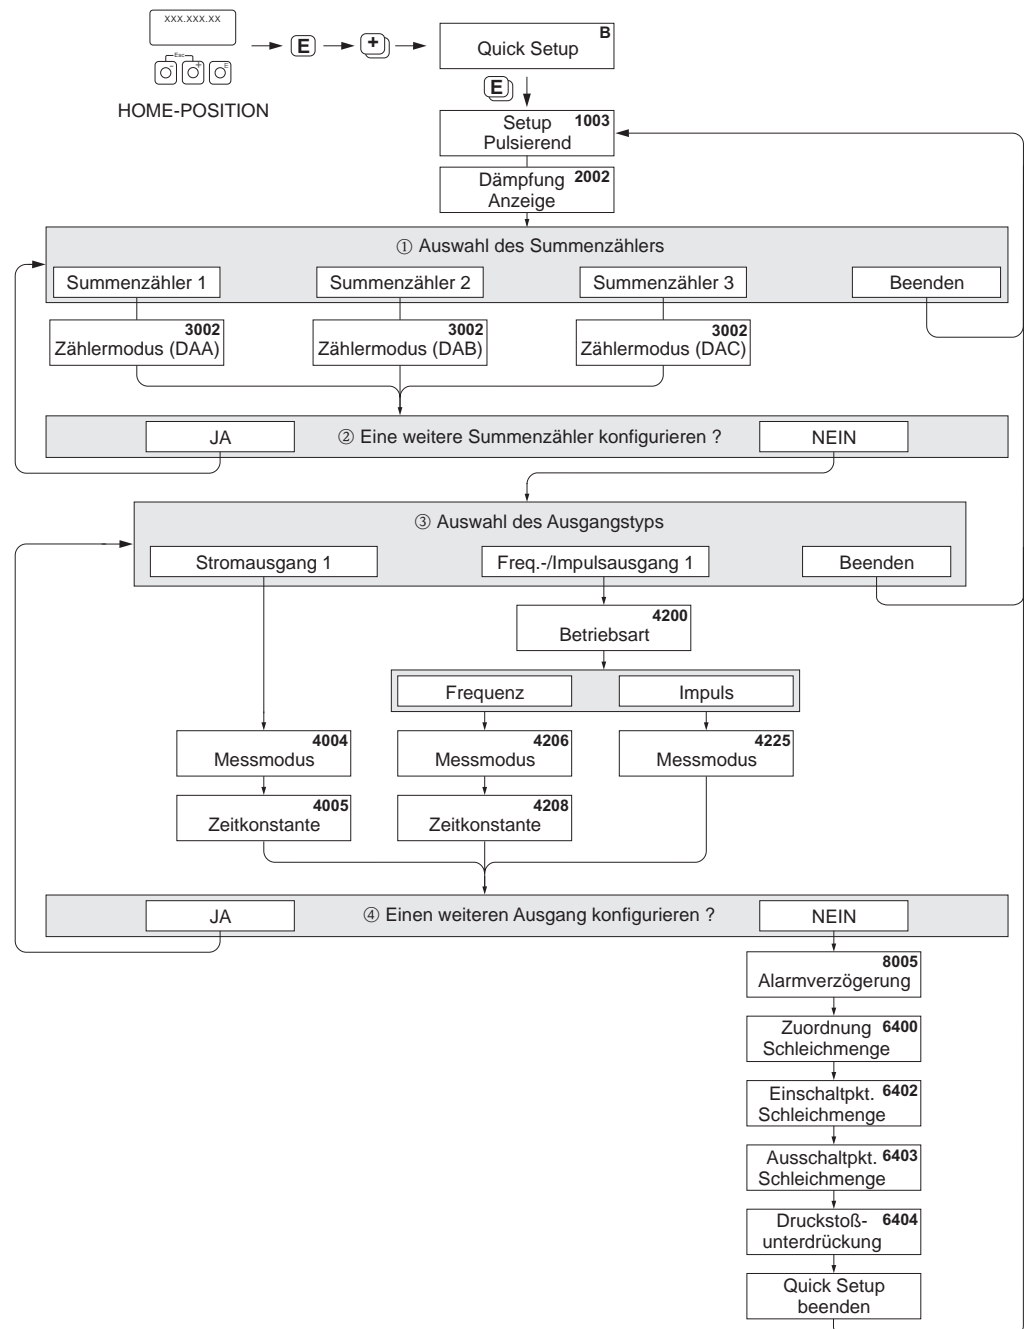 xxx.xxx.xx
Esc
- + E
E
+
HOME-POSITION
B
Quick Setup
E
Setup 1003
Pulsierend
Dämpfung 2002
Anzeige
① Auswahl des Summenzählers
Summenzähler 1 Summenzähler 2 Summenzähler 3 Beenden
3002 3002 3002
Zählermodus (DAA) Zählermodus (DAB) Zählermodus (DAC)
JA ② Eine weitere Summenzähler konfigurieren ? NEIN
③ Auswahl des Ausgangstyps
Stromausgang 1 Freq.-/Impulsausgang 1 Beenden
4200
Betriebsart
Frequenz Impuls
4004 4206 4225
Messmodus Messmodus Messmodus
4005 4208
Zeitkonstante Zeitkonstante
JA ④ Einen weiteren Ausgang konfigurieren ? NEIN
8005
Alarmverzögerung
Zuordnung 6400
Schleichmenge
Einschaltpkt. 6402
Schleichmenge
Ausschaltpkt. 6403
Schleichmenge
Druckstoß- 6404
unterdrückung
Quick Setup
beenden